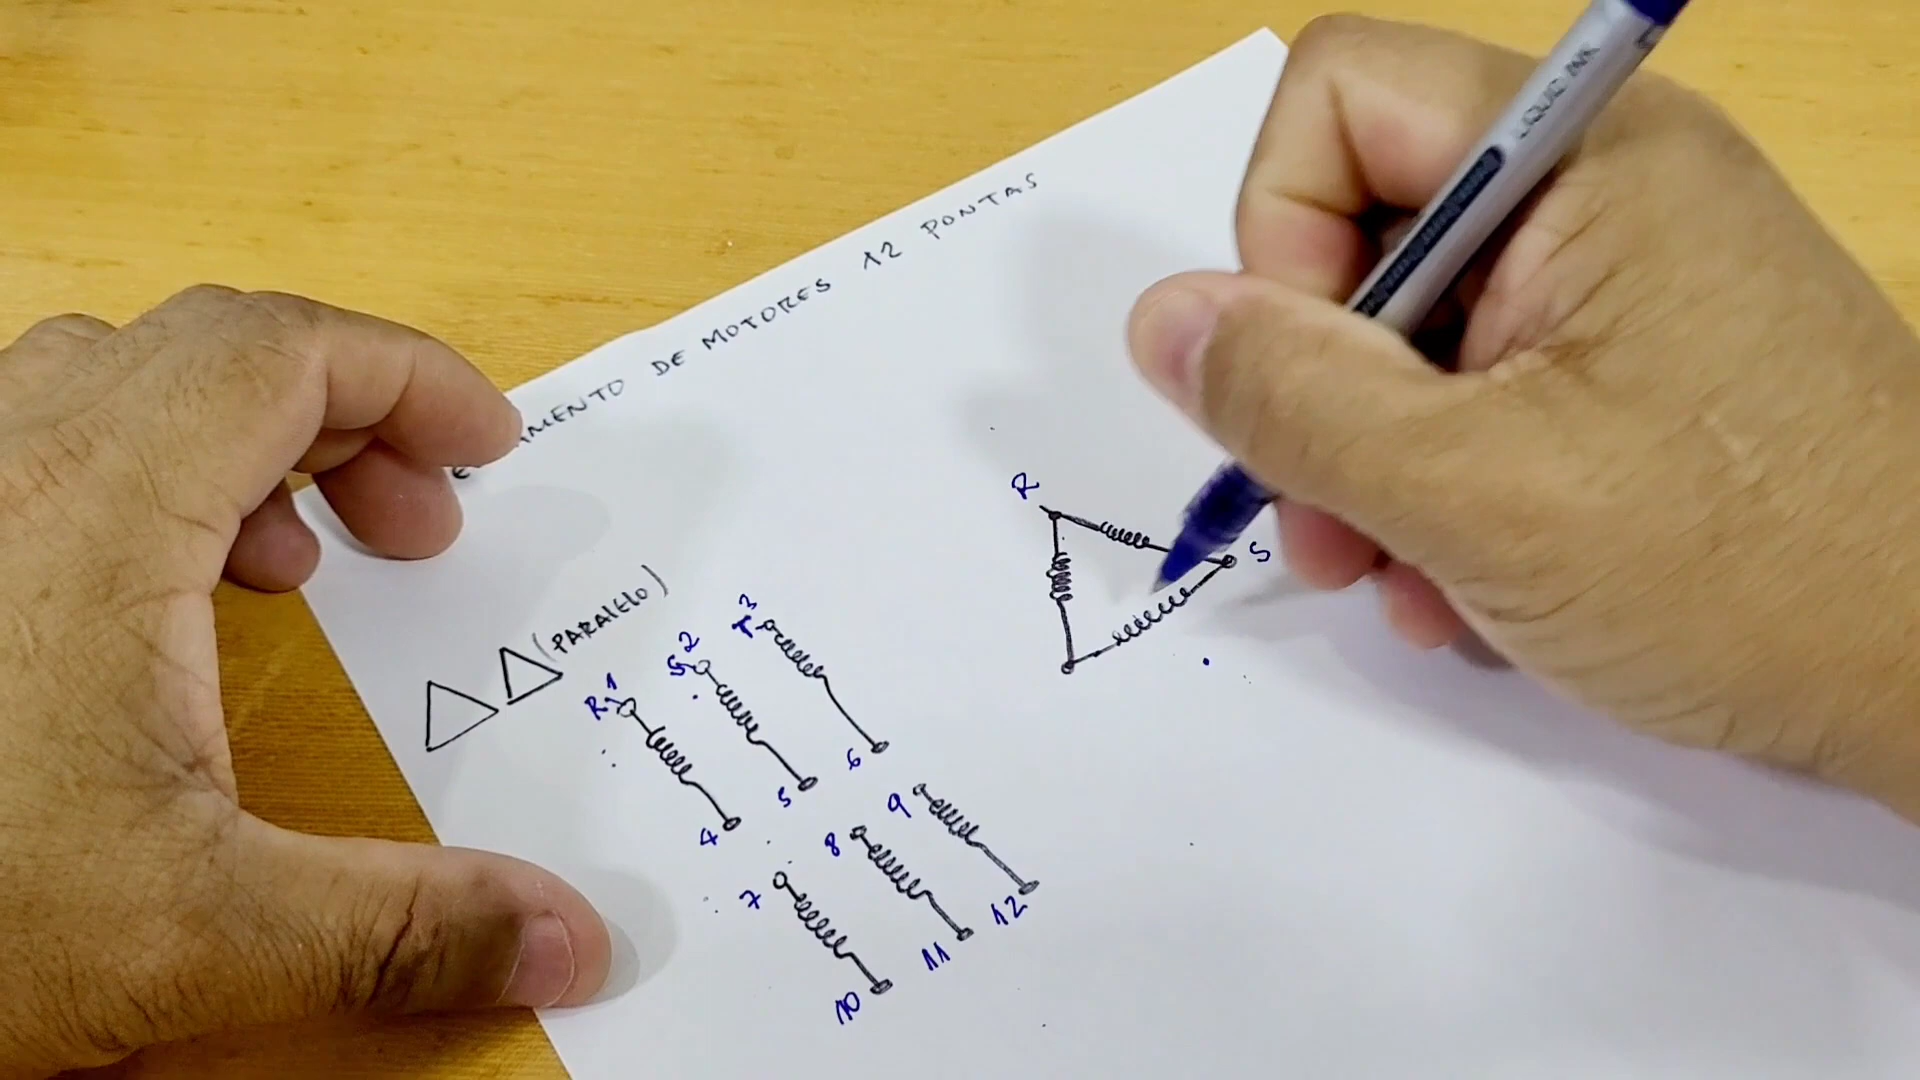 AMENTO DE MOTORES 12 PONTAS
(PARALELO)
R 1
S 2
T 3
4
5
6
7
8
9
10
11
12
R
S
LIQUID INK